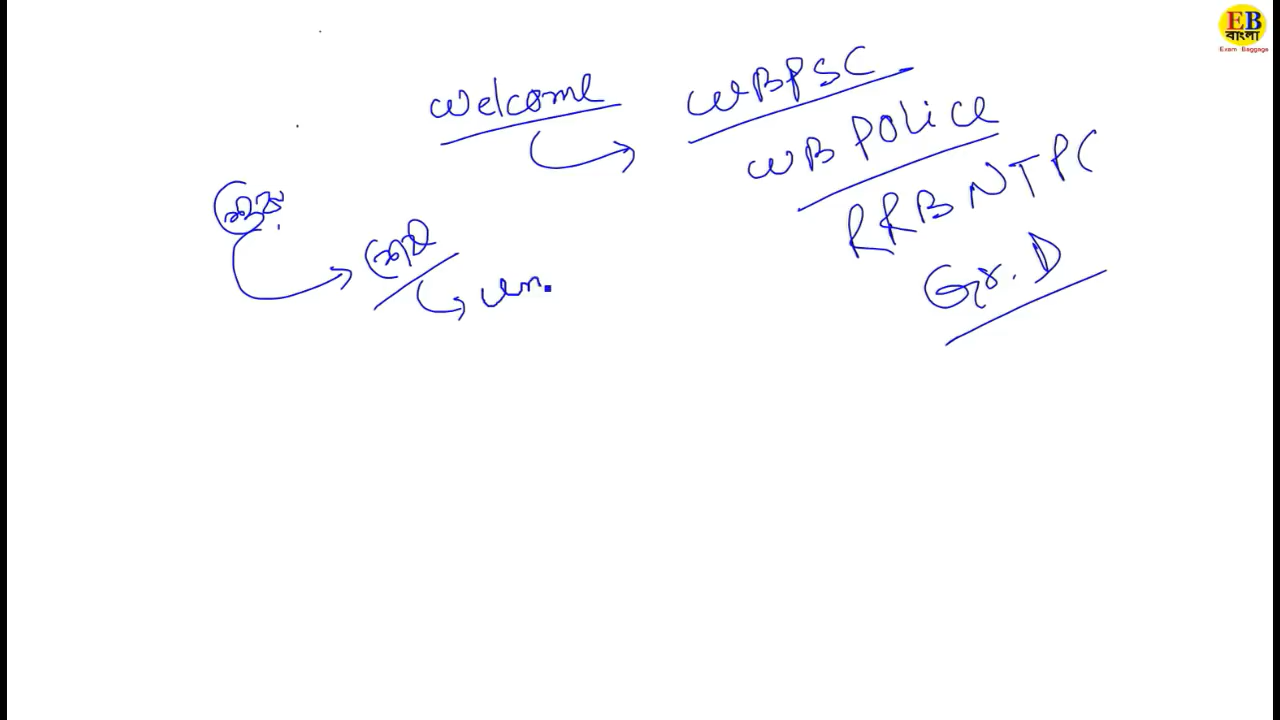 EB
বাংলা
Exam Baggage
Welcome
WBPSC
WB POLice
RRB NTPC
Gr. D